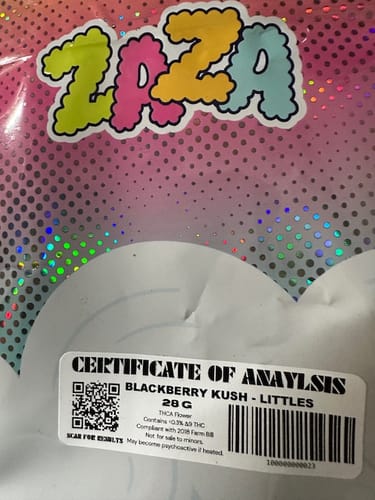 ZAZA
CERTIFICATE OF ANAYLSIS
BLACKBERRY KUSH - LITTLES
28 G
THCA Flower
Contains <0.3% Δ9 THC
Compliant with 2018 Farm Bill
Not for sale to minors.
May become psychoactive if heated.
SCAN FOR RESULTS
100000000023